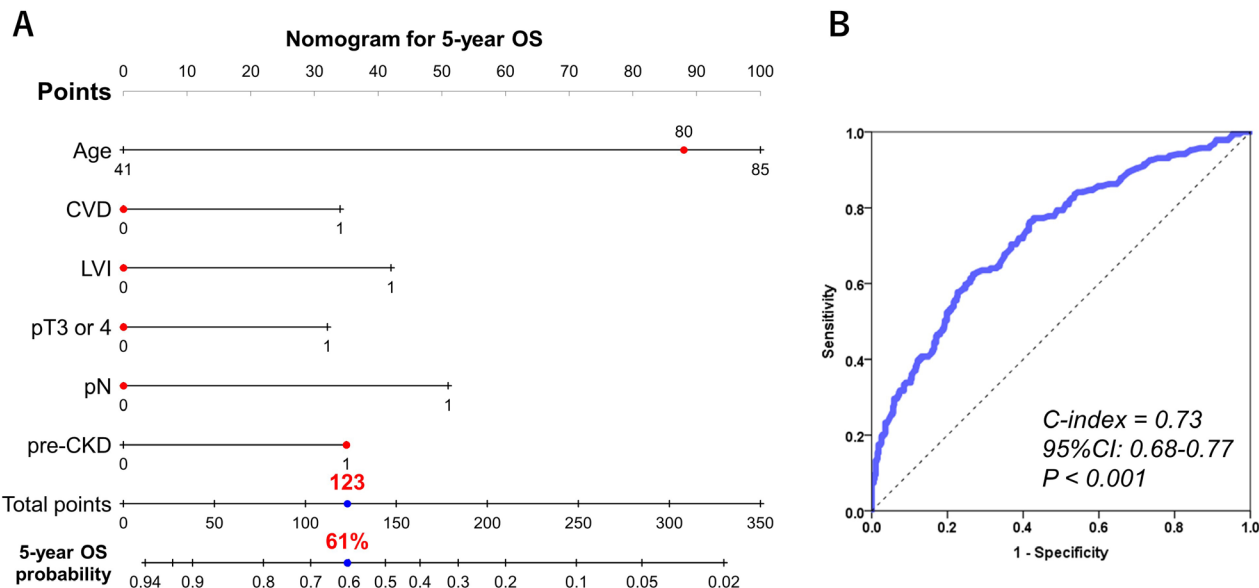 A
Nomogram for 5-year OS
0 10 20 30 40 50 60 70 80 90 100
Points
80
Age
41 85
CVD
0 1
LVI
0 1
pT3 or 4
0 1
pN
0 1
pre-CKD
0 1
123
Total points
0 50 100 150 200 250 300 350
61%
5-year OS
probability
0.94 0.9 0.8 0.7 0.6 0.5 0.4 0.3 0.2 0.1 0.05 0.02
B
1.0
0.8
0.6
0.4
0.2
0.0
Sensitivity
C-index = 0.73
95%CI: 0.68-0.77
P < 0.001
0.0 0.2 0.4 0.6 0.8 1.0
1 - Specificity